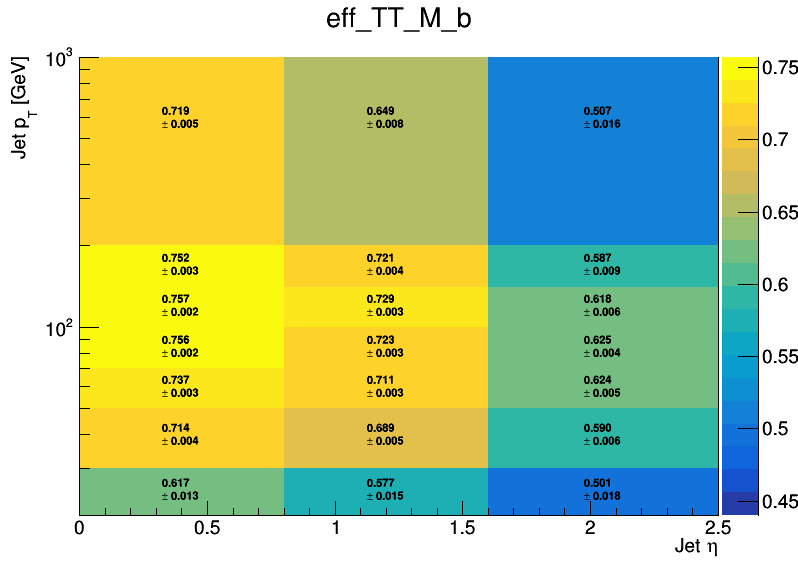 eff_TT_M_b
Jet p_T [GeV]
10^3
10^2
0.719 ± 0.005
0.649 ± 0.008
0.507 ± 0.016
0.752 ± 0.003
0.721 ± 0.004
0.587 ± 0.009
0.757 ± 0.002
0.729 ± 0.003
0.618 ± 0.006
0.756 ± 0.002
0.723 ± 0.003
0.625 ± 0.004
0.737 ± 0.003
0.711 ± 0.003
0.624 ± 0.005
0.714 ± 0.004
0.689 ± 0.005
0.590 ± 0.006
0.617 ± 0.013
0.577 ± 0.015
0.501 ± 0.018
0 0.5 1 1.5 2 2.5
Jet η
0.75
0.7
0.65
0.6
0.55
0.5
0.45